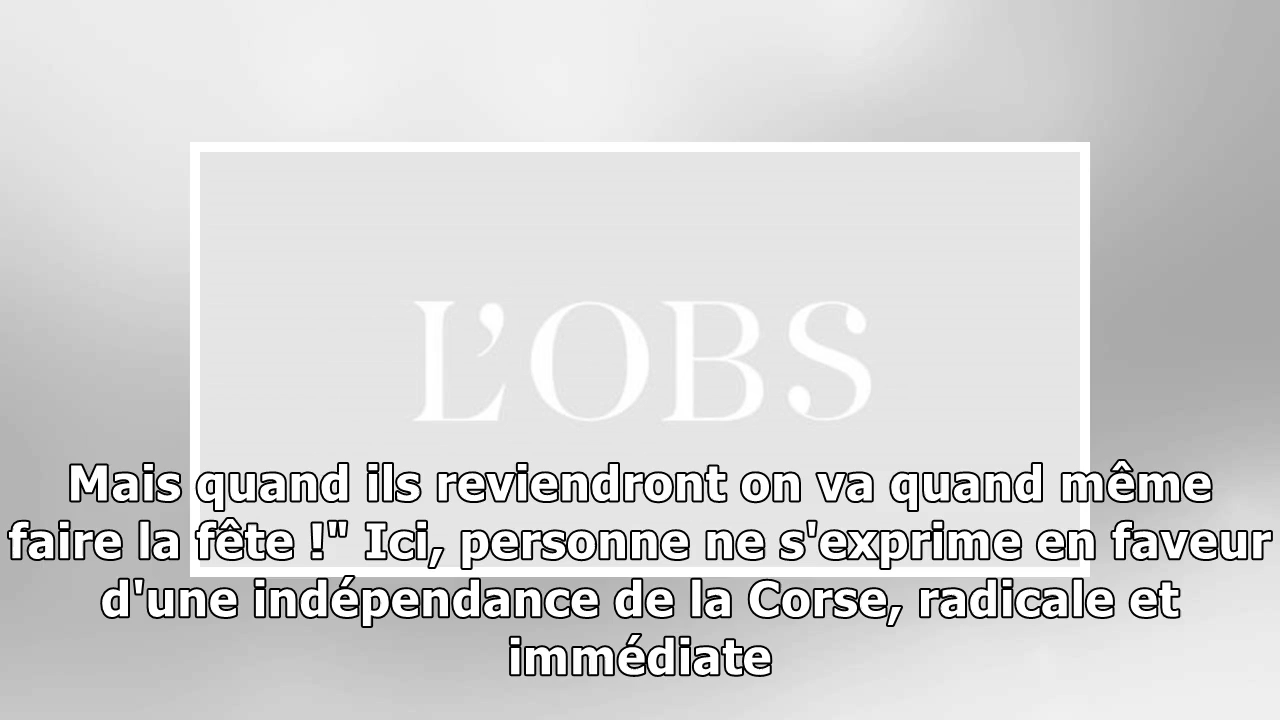 L'OBS
Mais quand ils reviendront on va quand même
faire la fête !" Ici, personne ne s'exprime en faveur
d'une indépendance de la Corse, radicale et
immédiate